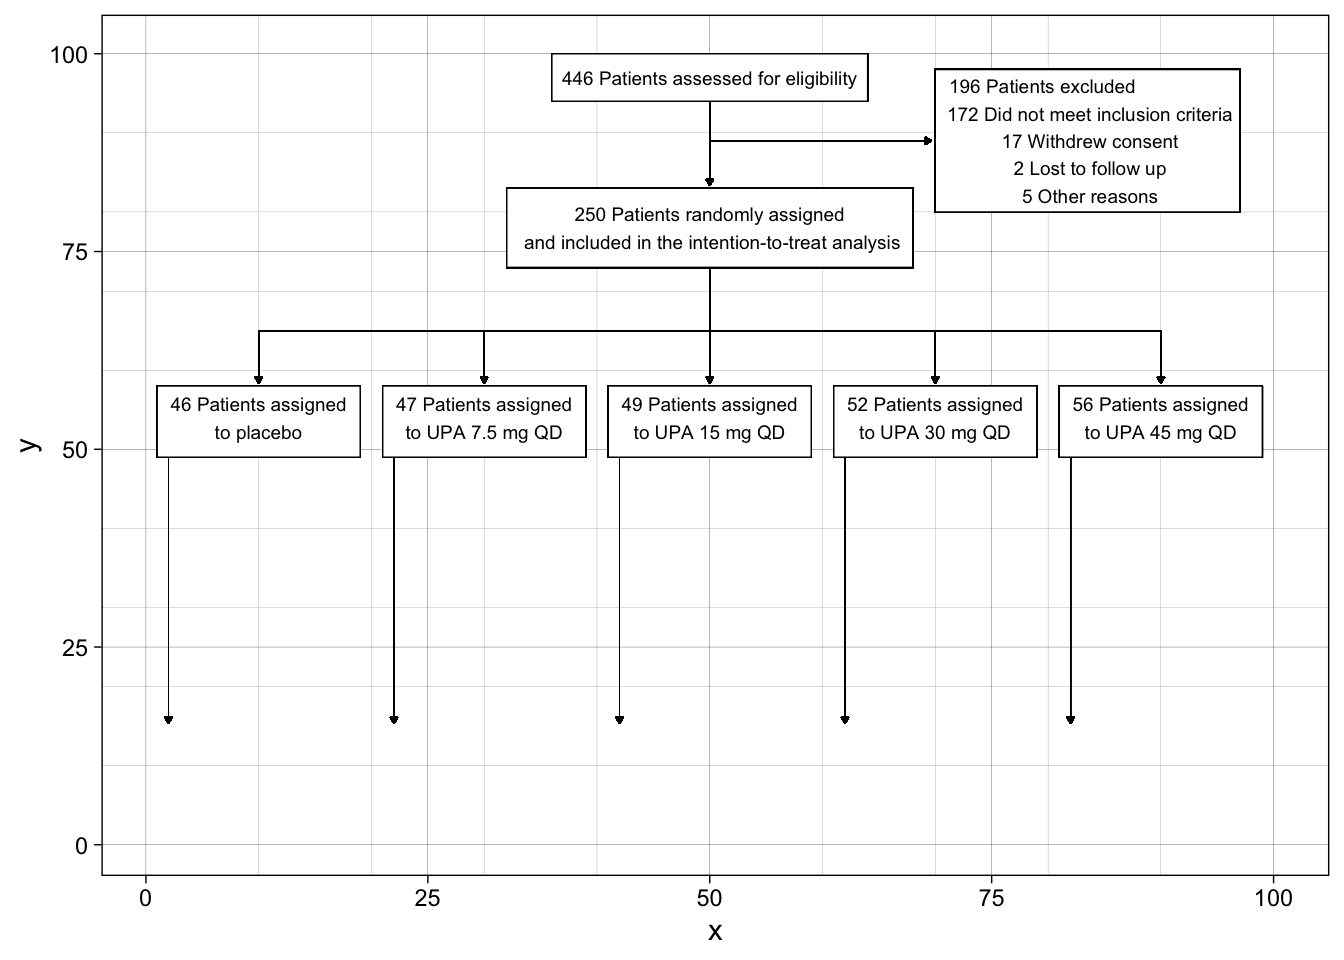 446 Patients assessed for eligibility
196 Patients excluded
172 Did not meet inclusion criteria
17 Withdrew consent
2 Lost to follow up
5 Other reasons
250 Patients randomly assigned
and included in the intention-to-treat analysis
46 Patients assigned
to placebo
47 Patients assigned
to UPA 7.5 mg QD
49 Patients assigned
to UPA 15 mg QD
52 Patients assigned
to UPA 30 mg QD
56 Patients assigned
to UPA 45 mg QD
y
100
75
50
25
0
0
25
50
75
100
x